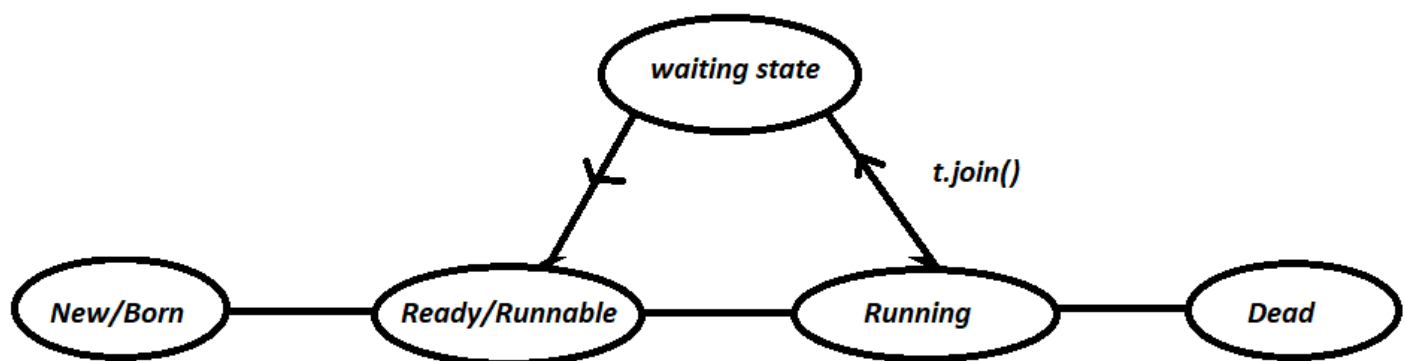 waiting state
t.join()
New/Born
Ready/Runnable
Running
Dead